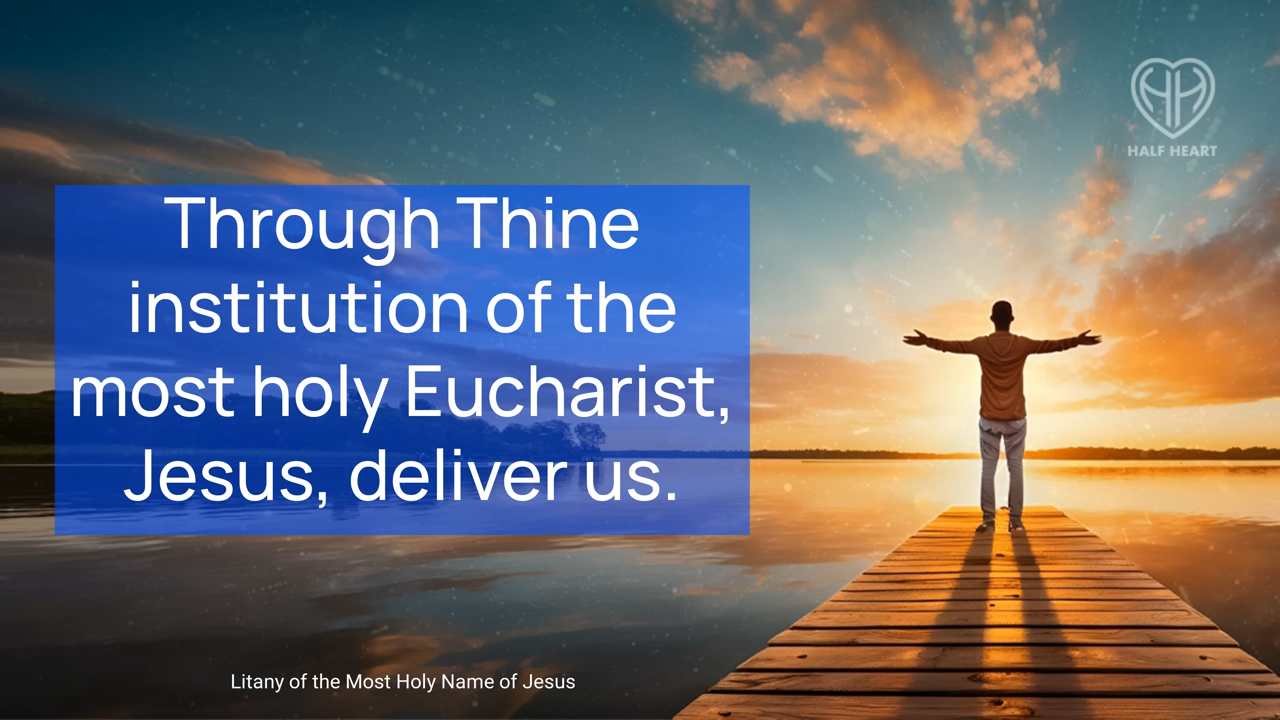 HALF HEART
Through Thine
institution of the
most holy Eucharist,
Jesus, deliver us.
Litany of the Most Holy Name of Jesus